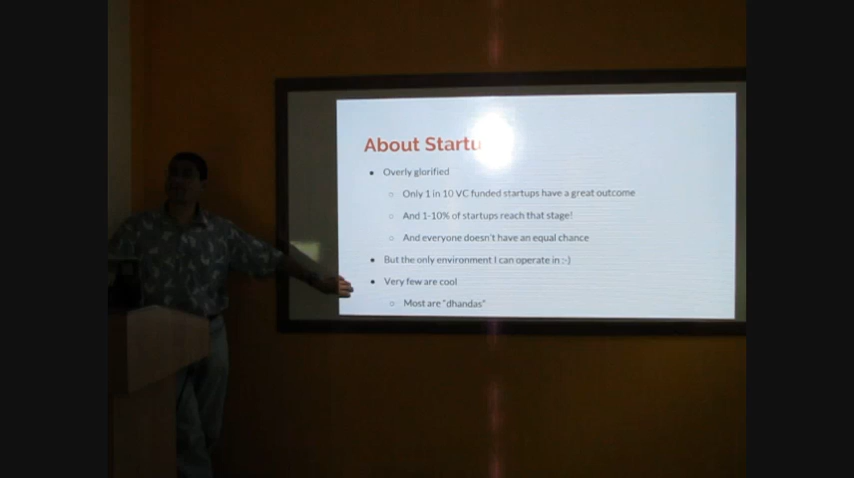 About Startu
Overly glorified
Only 1 in 10 VC funded startups have a great outcome
And 1-10% of startups reach that stage!
And everyone doesn't have an equal chance
But the only environment I can operate in :-)
Very few are cool
Most are "dhandas"